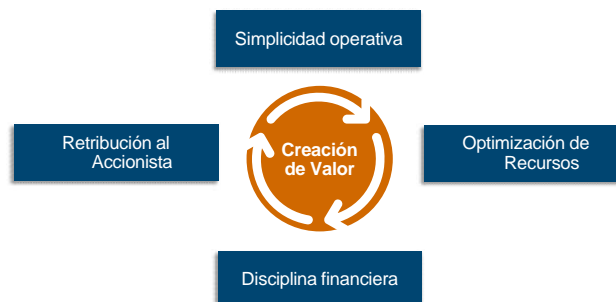 Simplicidad operativa
Retribución al
Accionista
Creación
de Valor
Optimización de
Recursos
Disciplina financiera